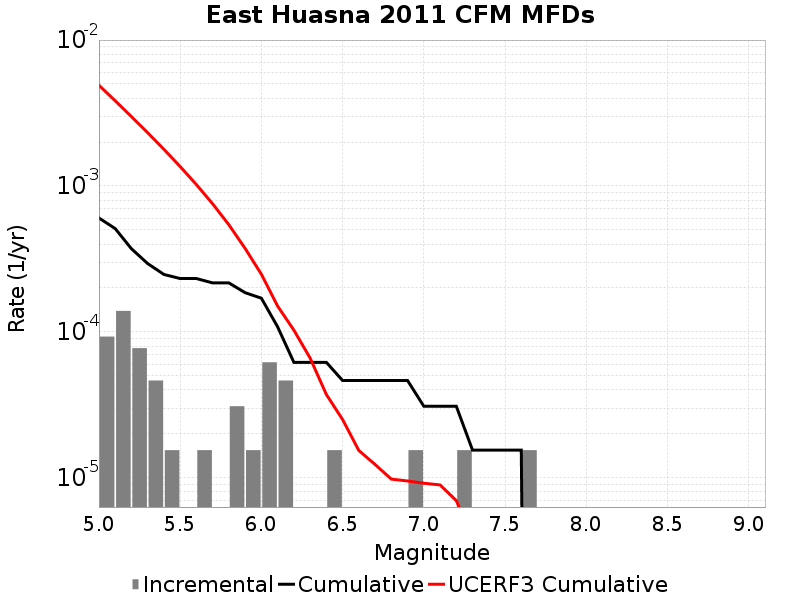 East Huasna 2011 CFM MFDs
10^-2
10^-3
10^-4
10^-5
Rate (1/yr)
5.0 5.5 6.0 6.5 7.0 7.5 8.0 8.5 9.0
Magnitude
Incremental Cumulative UCERF3 Cumulative